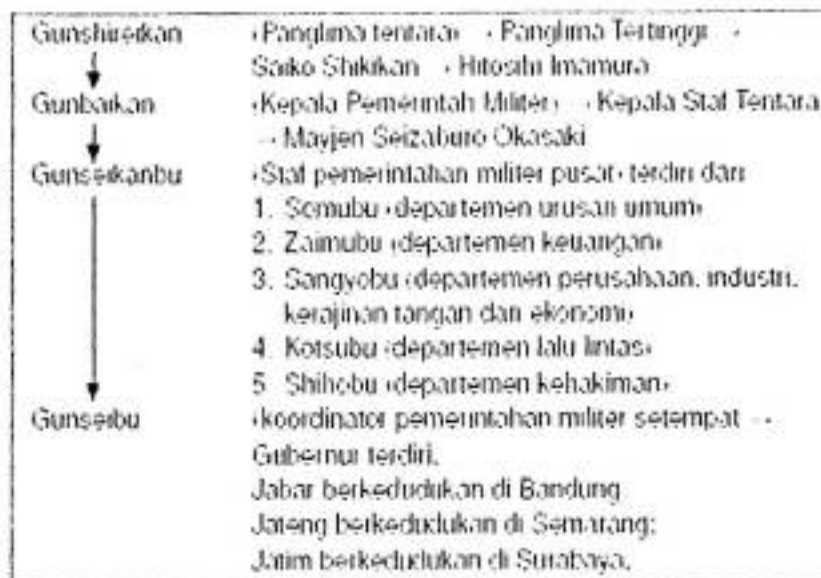 Gunshireikan (Panglima tentara) → Panglima Tertinggi →
Saiko Shikikan → Hitosihi Imamura
Gunbaikan (Kepala Pemerintah Militer) → Kepala Staf Tentara
→ Mayjen Seizaburo Okasaki
Gunseikanbu (Staf pemerintahan militer pusat) terdiri dari
1. Somubu (departemen urusan umum)
2. Zaimubu (departemen keuangan)
3. Sangyobu (departemen perusahaan, industri,
kerajinan tangan dan ekonomi)
4. Kotsubu (departemen lalu lintas)
5. Shihobu (departemen kehakiman)
Gunseibu (koordinator pemerintahan militer setempat →
Gubernur terdiri,
Jabar berkedudukan di Bandung
Jateng berkedudukan di Semarang;
Jatim berkedudukan di Surabaya.